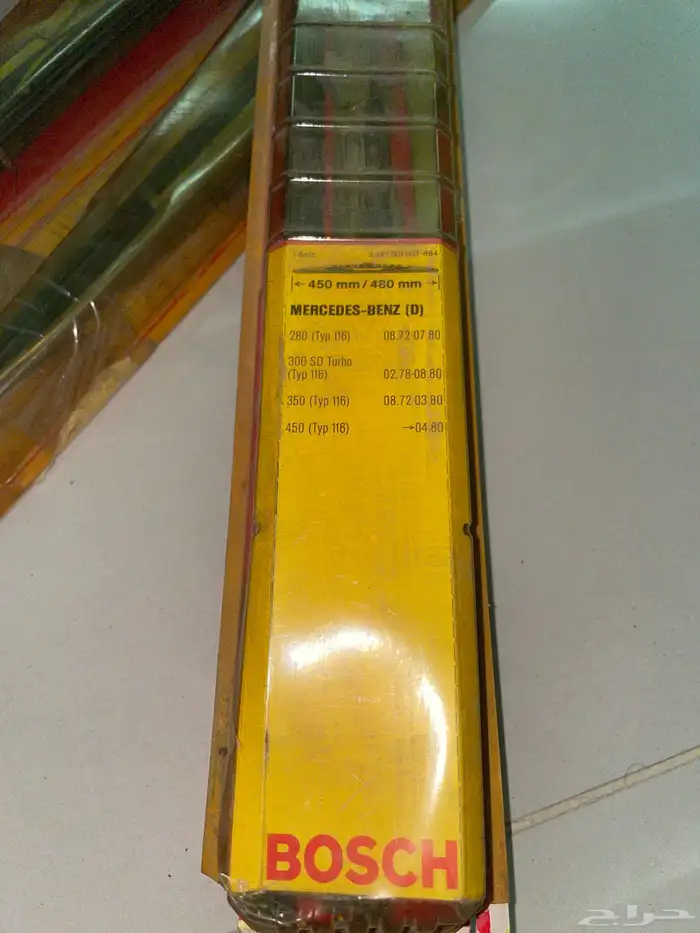 450 mm / 480 mm
MERCEDES-BENZ (D)
280 (Typ 116) 08.72-07.80
300 SD Turbo
(Typ 116) 02.78-08.80
350 (Typ 116) 08.72-03.80
450 (Typ 116) →04.80
BOSCH
حراج